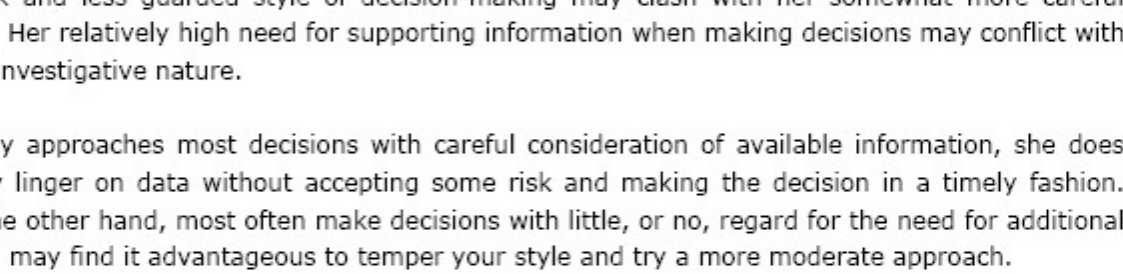 and less guarded style of decision-making may clash with her somewhat more careful
Her relatively high need for supporting information when making decisions may conflict with
nvestigative nature.
y approaches most decisions with careful consideration of available information, she does
linger on data without accepting some risk and making the decision in a timely fashion.
e other hand, most often make decisions with little, or no, regard for the need for additional
may find it advantageous to temper your style and try a more moderate approach.